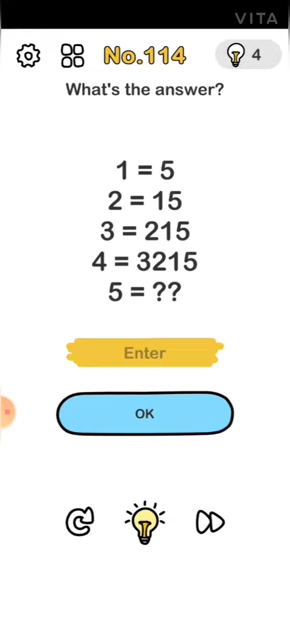 VITA
No.114
4
What's the answer?
1 = 5
2 = 15
3 = 215
4 = 3215
5 = ??
Enter
OK